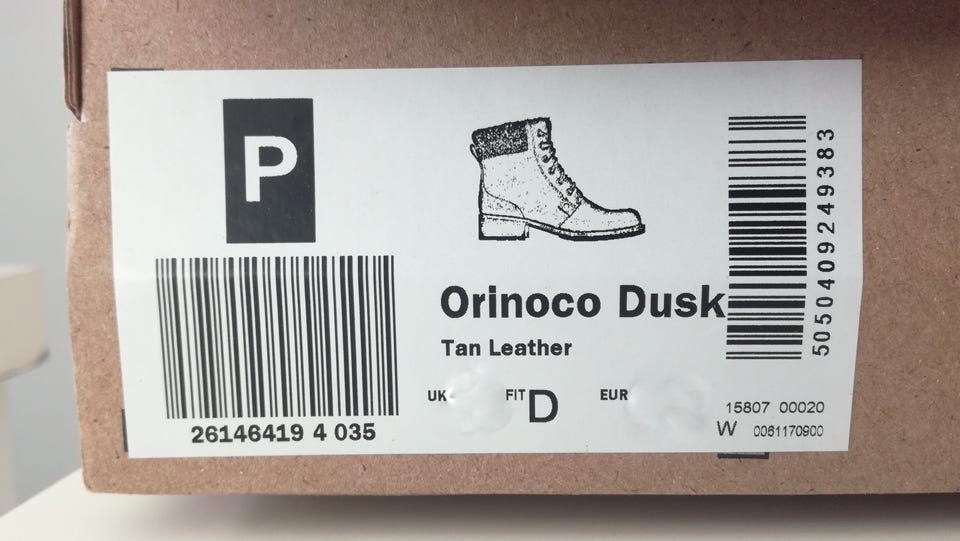 P
26146419 4 035
Orinoco Dusk
Tan Leather
UK
FIT D
EUR
5050409249383
15807 00020
W 0061170900